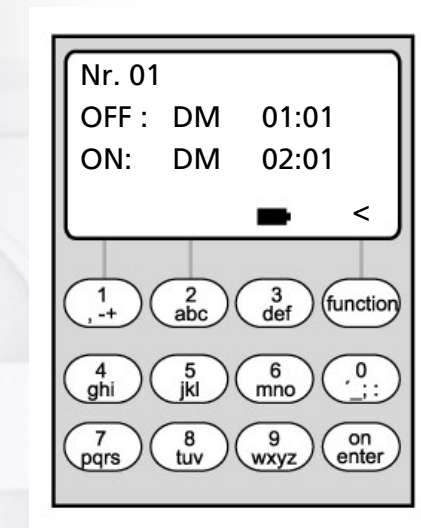 Nr. 01
OFF : DM 01:01
ON: DM 02:01
<
1 2 3 function
, -+ abc def
4 5 6 0
ghi jkl mno ´_; :
7 8 9 on
pqrs tuv wxyz enter